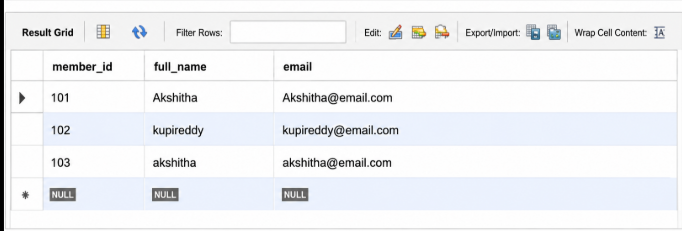 Result Grid Filter Rows: Edit: Export/Import: Wrap Cell Content: IA
member_id full_name email
101 Akshitha Akshitha@email.com
102 kupireddy kupireddy@email.com
103 akshitha akshitha@email.com
NULL NULL NULL